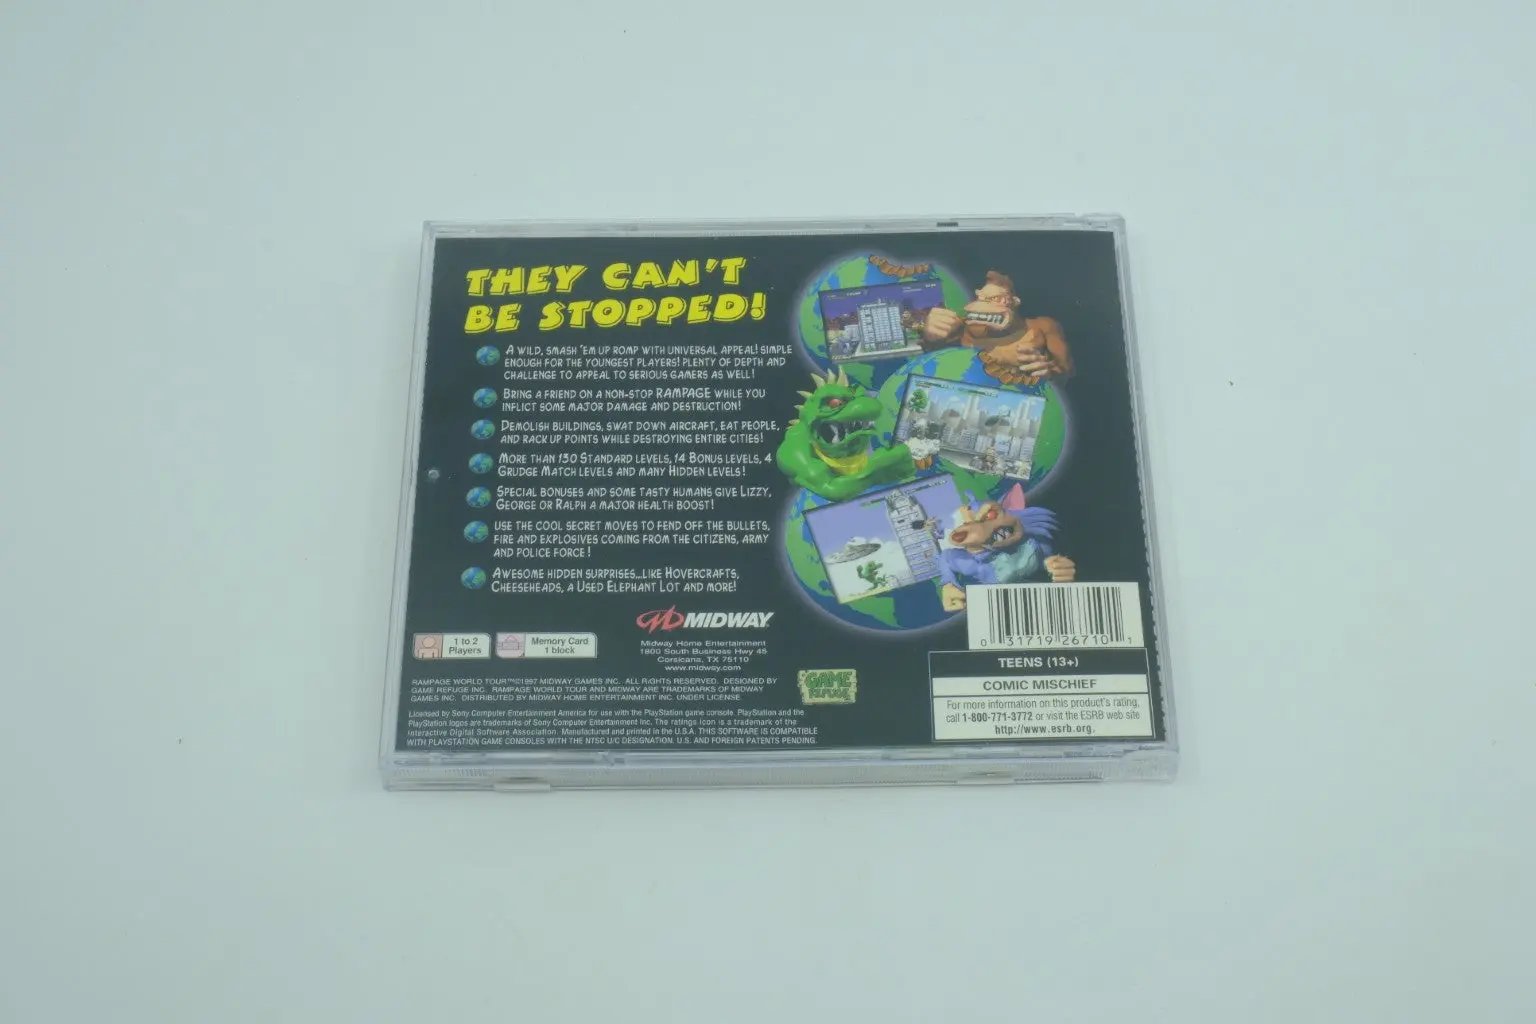 THEY CAN'T
BE STOPPED!
A WILD, SMASH 'EM UP ROMP WITH UNIVERSAL APPEAL! SIMPLE
ENOUGH FOR THE YOUNGEST PLAYERS! PLENTY OF DEPTH AND
CHALLENGE TO APPEAL TO SERIOUS GAMERS AS WELL!
BRING A FRIEND ON A NON-STOP RAMPAGE WHILE YOU
INFLICT SOME MAJOR DAMAGE AND DESTRUCTION!
DEMOLISH BUILDINGS, SWAT DOWN AIRCRAFT, EAT PEOPLE,
AND RACK UP POINTS WHILE DESTROYING ENTIRE CITIES!
MORE THAN 130 STANDARD LEVELS, 14 BONUS LEVELS, 4
GRUDGE MATCH LEVELS AND MANY HIDDEN LEVELS!
SPECIAL BONUSES AND SOME TASTY HUMANS GIVE LIZZY,
GEORGE OR RALPH A MAJOR HEALTH BOOST!
USE THE COOL SECRET MOVES TO FEND OFF THE BULLETS,
FIRE AND EXPLOSIVES COMING FROM THE CITIZENS, ARMY
AND POLICE FORCE!
AWESOME HIDDEN SURPRISES...LIKE HOVERCRAFTS,
CHEESEHEADS, A USED ELEPHANT LOT AND MORE!
1 to 2
Players
Memory Card
1 block
MIDWAY
Midway Home Entertainment
1800 South Business Hwy 45
Corsicana, TX 75110
www.midway.com
RAMPAGE WORLD TOUR™©1997 MIDWAY GAMES INC. ALL RIGHTS RESERVED. DESIGNED BY
GAME REFUGE INC. RAMPAGE WORLD TOUR AND MIDWAY ARE TRADEMARKS OF MIDWAY
GAMES INC. DISTRIBUTED BY MIDWAY HOME ENTERTAINMENT INC. UNDER LICENSE.
Licensed by Sony Computer Entertainment America for use with the PlayStation game console. PlayStation and the
PlayStation logos are trademarks of Sony Computer Entertainment Inc. The ratings icon is a trademark of the
Interactive Digital Software Association. Manufactured and printed in the U.S.A. THIS SOFTWARE IS COMPATIBLE
WITH PLAYSTATION GAME CONSOLES WITH THE NTSC U/C DESIGNATION. U.S. AND FOREIGN PATENTS PENDING.
GAME
REFUGE
0 31719 26710 1
TEENS (13+)
COMIC MISCHIEF
For more information on this product's rating,
call 1-800-771-3772 or visit the ESRB web site
http://www.esrb.org.